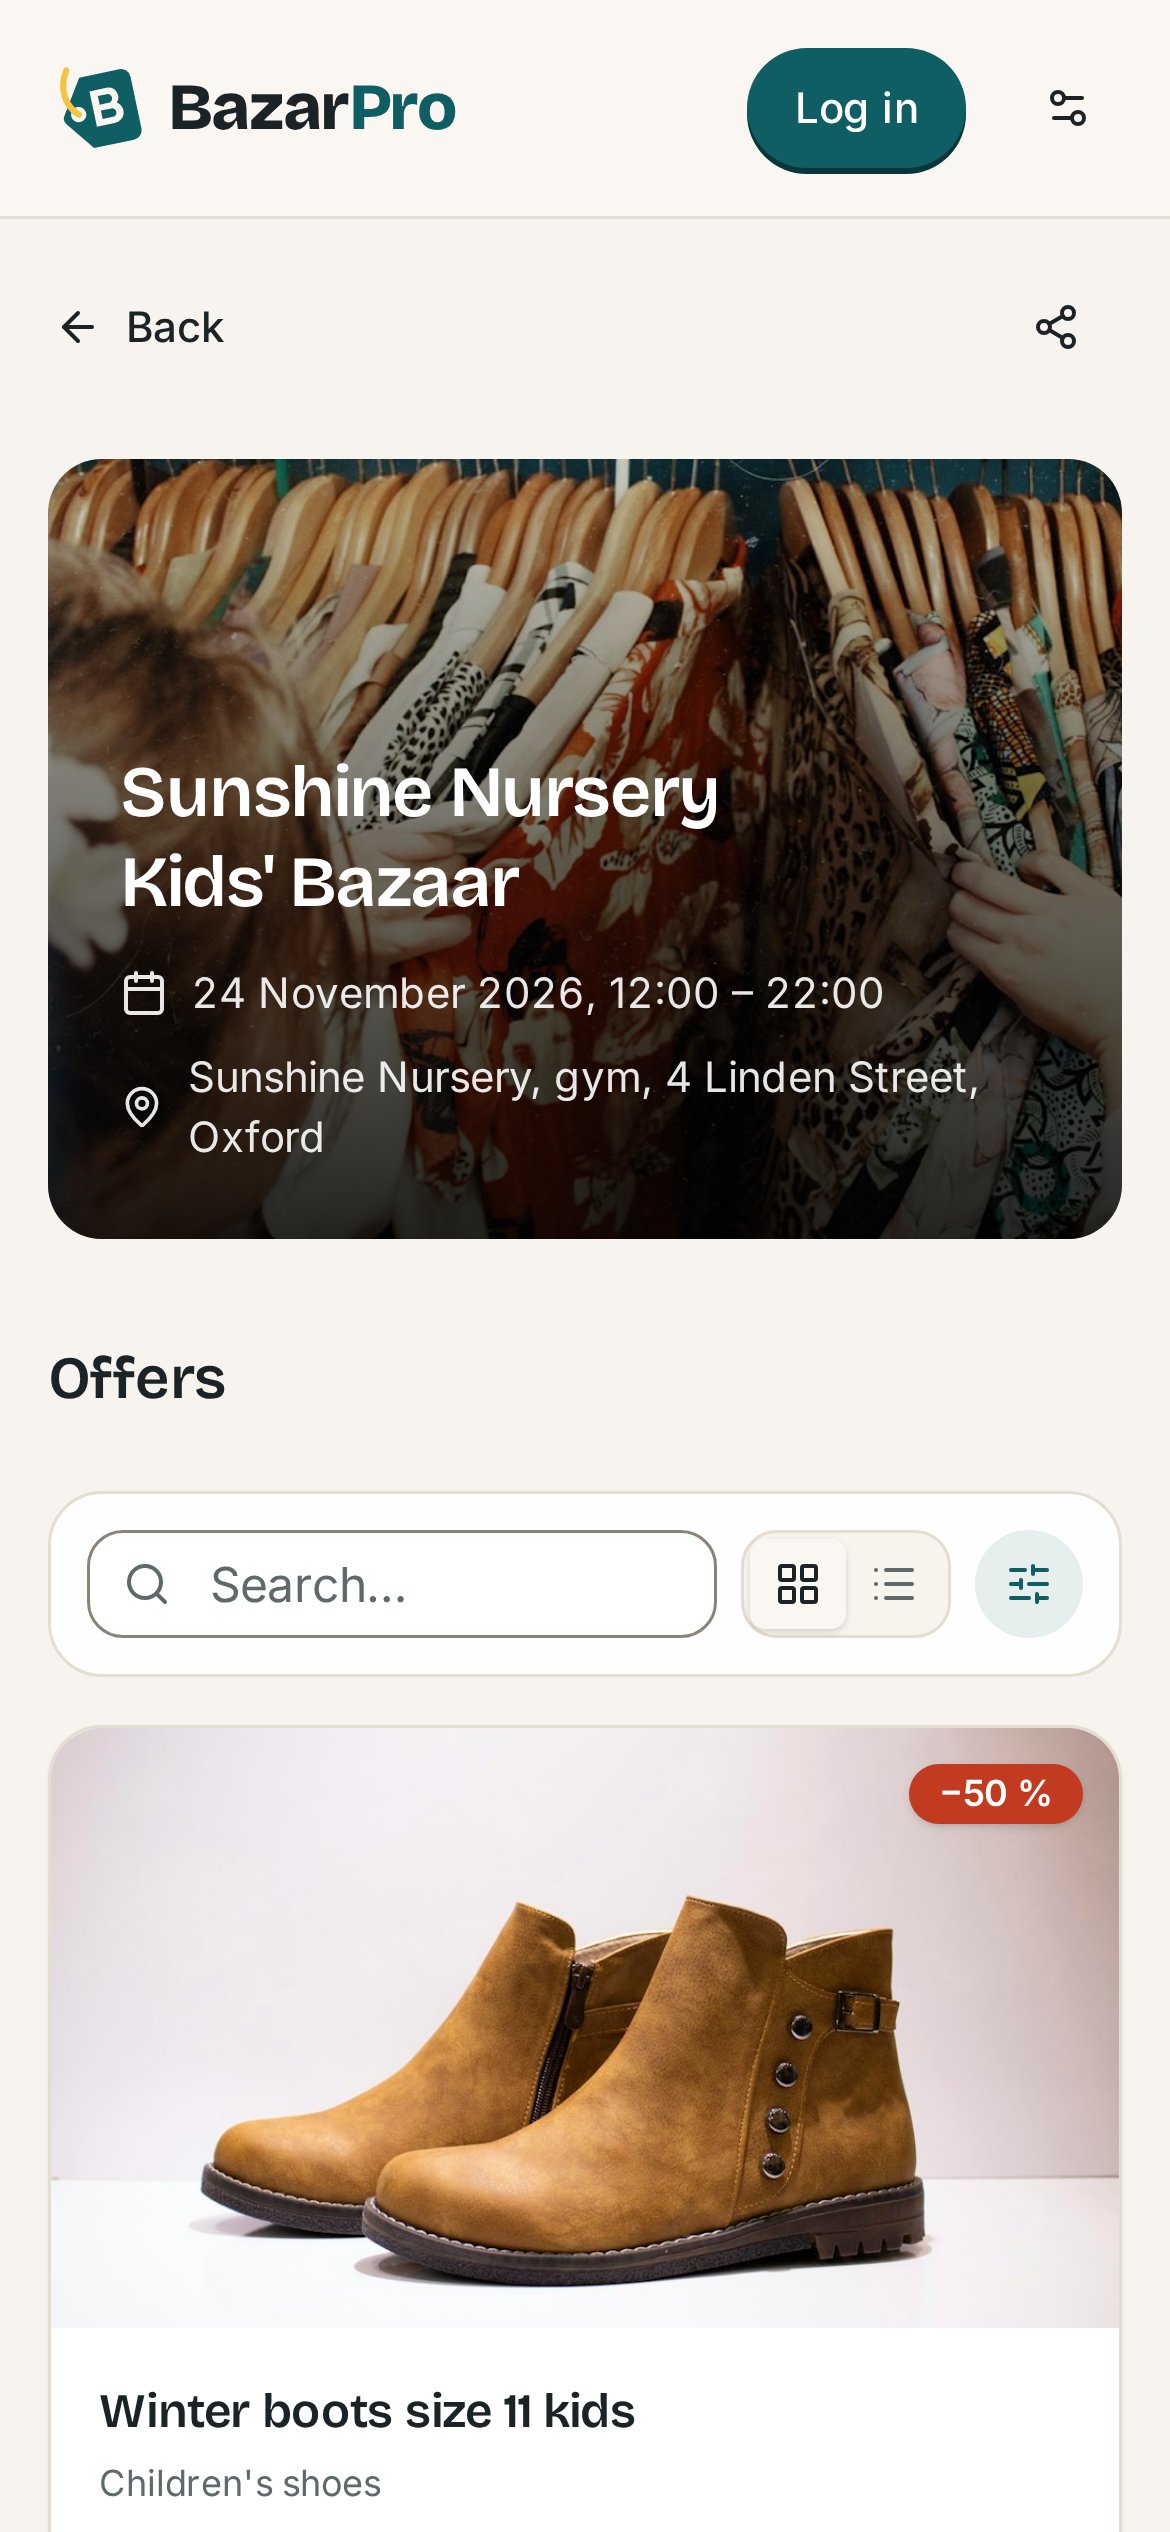 B BazarPro
Log in
Back
Sunshine Nursery
Kids' Bazaar
24 November 2026, 12:00 – 22:00
Sunshine Nursery, gym, 4 Linden Street,
Oxford
Offers
Search...
−50 %
Winter boots size 11 kids
Children's shoes